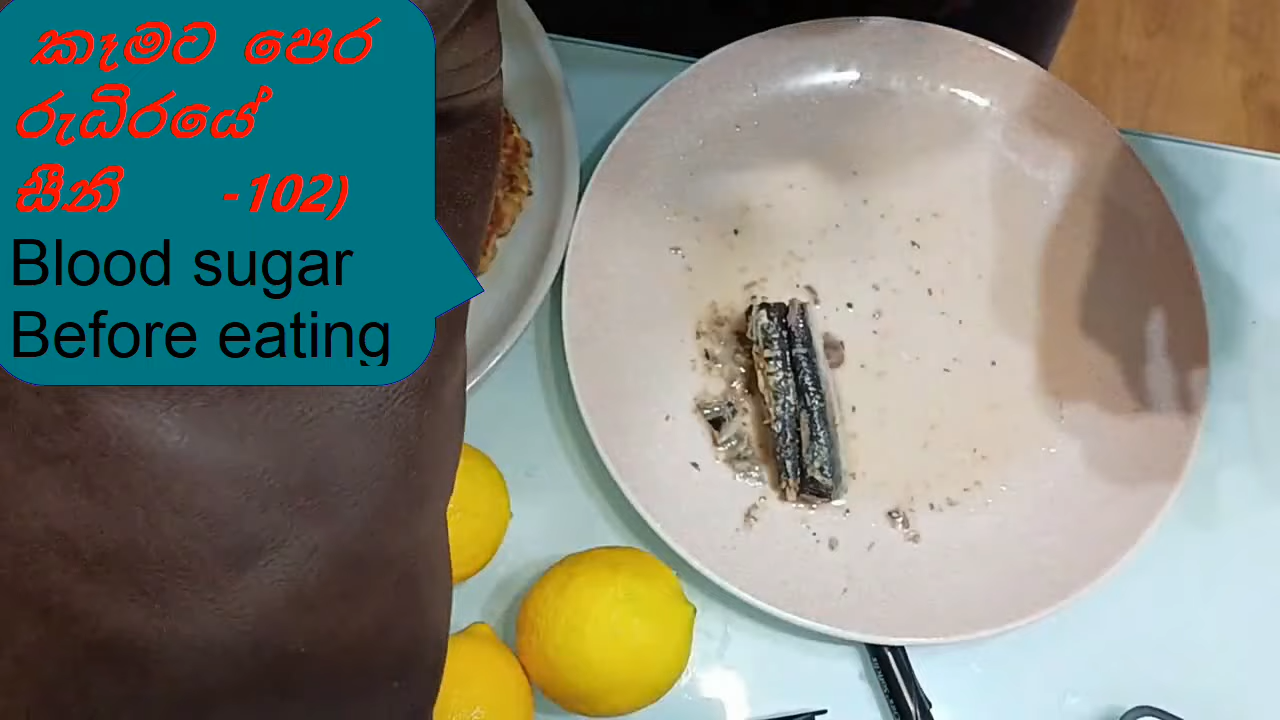 කෑමට පෙර
රුධිරයේ
සීනි -102)
Blood sugar
Before eating